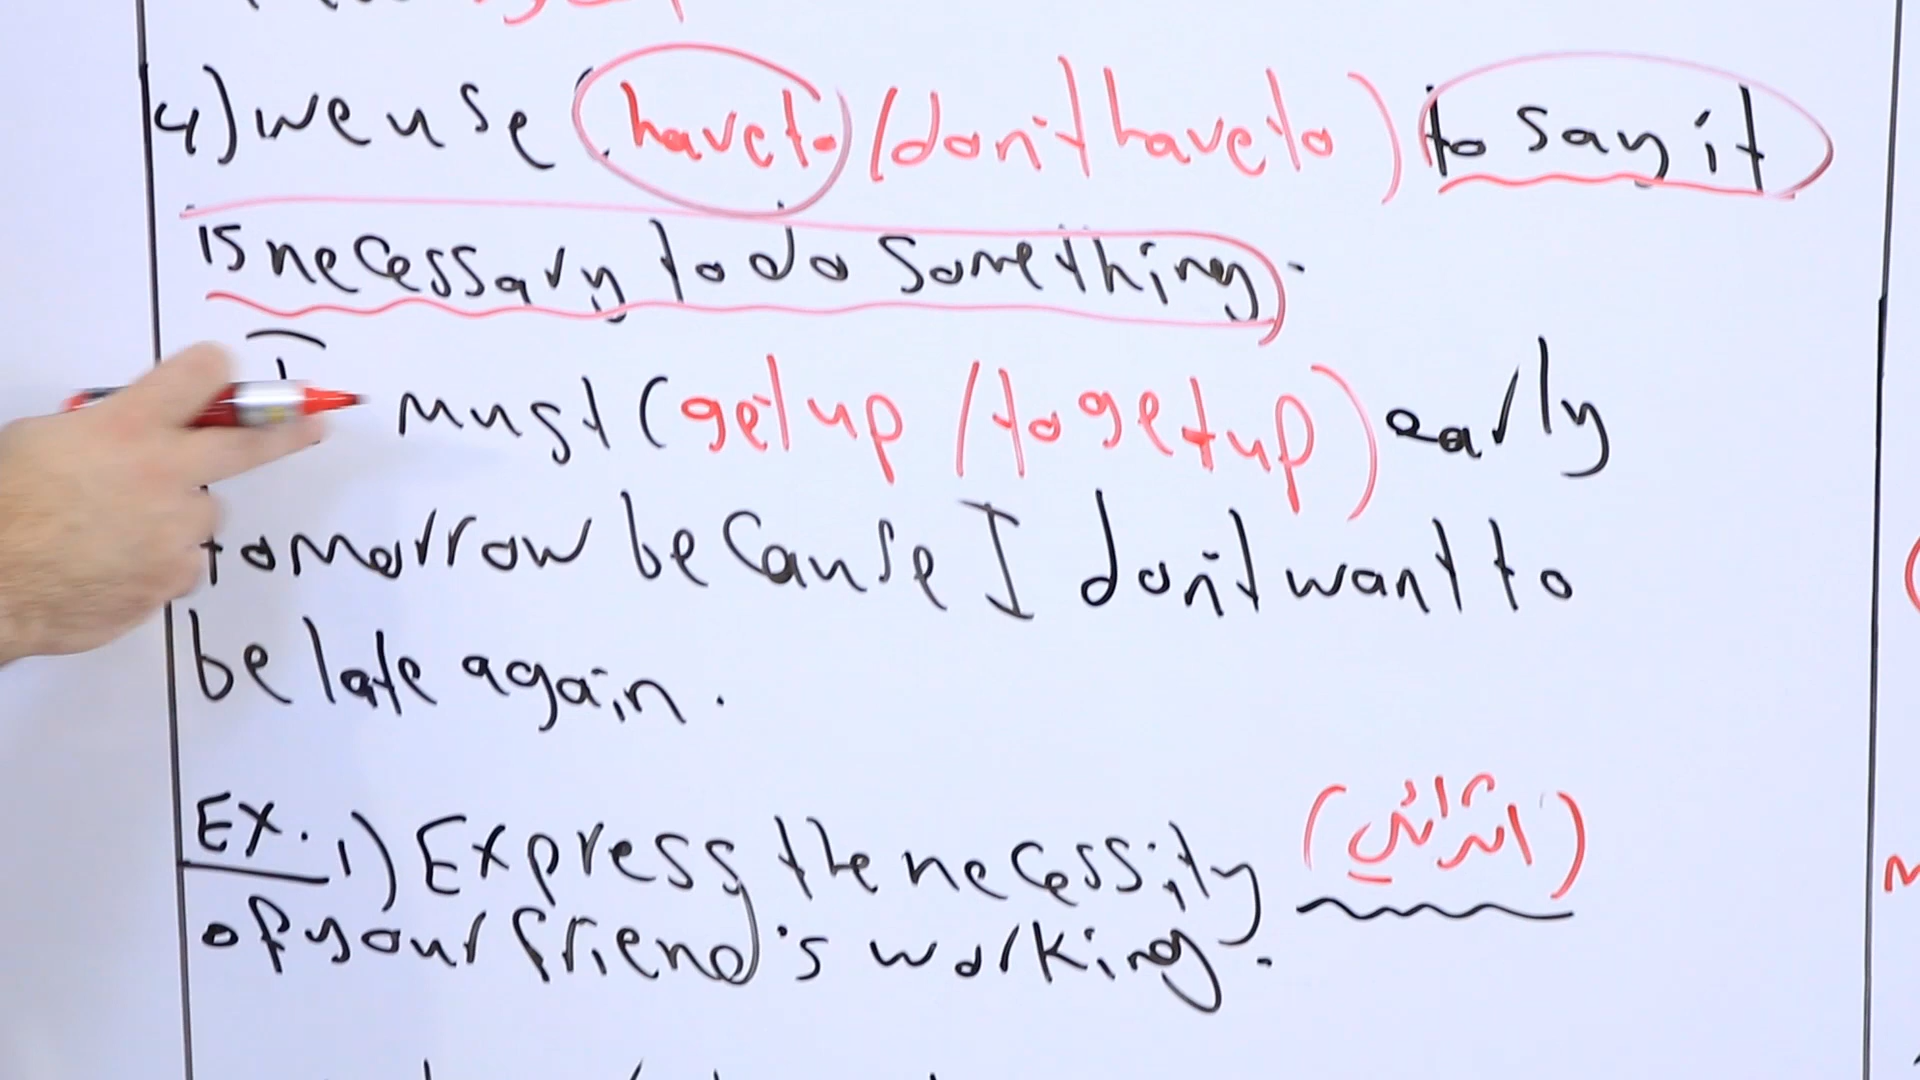 4) we use (have to / don't have to) to say it
is necessary to do something.
I must (get up / to get up) early
tomorrow because I don't want to
be late again.
EX. 1) Express the necessity
of your friend's working.